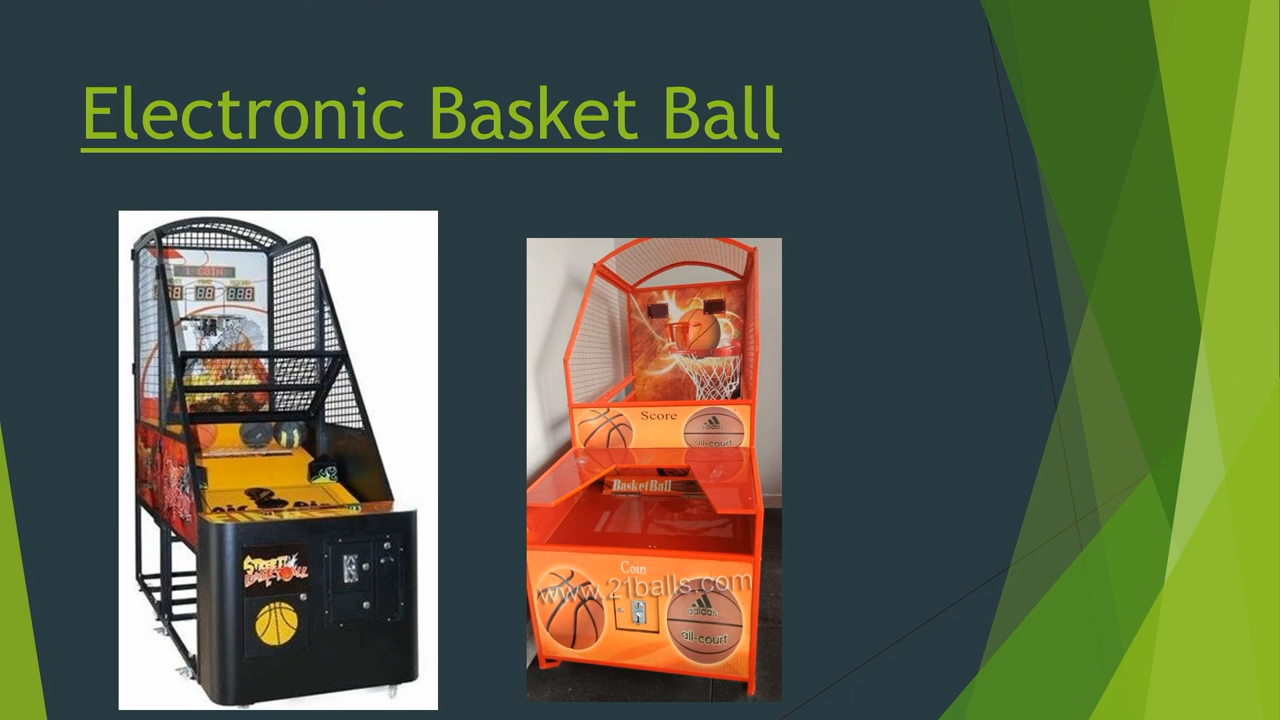 Electronic Basket Ball
1 COIN
STREET
BASKETBALL
Score
adidas
all-court
BasketBall
Coin
www.21balls.com
adidas
all-court